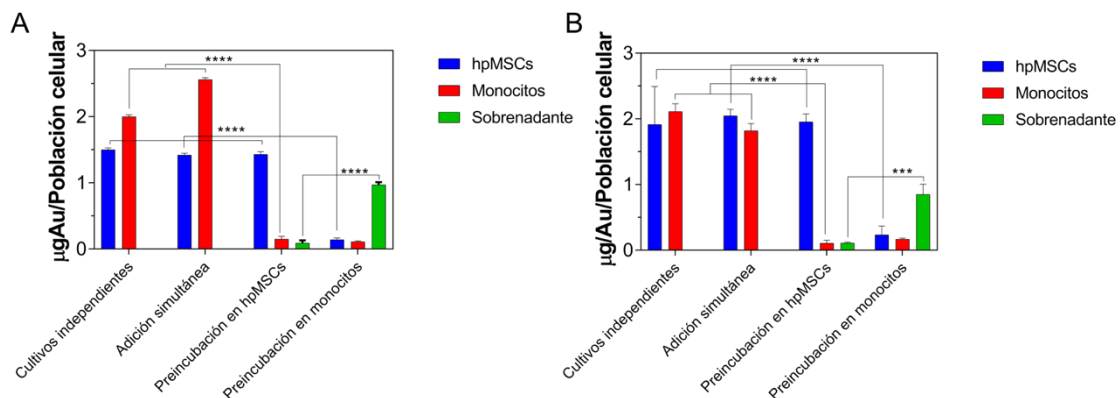 A
µgAu/Población celular
3
2
1
0
****
****
****
Cultivos independientes
Adición simultánea
Preincubación en hpMSCs
Preincubación en monocitos
hpMSCs
Monocitos
Sobrenadante
B
µg/Au/Población celular
3
2
1
0
****
****
***
Cultivos independientes
Adición simultánea
Preincubación en hpMSCs
Preincubación en monocitos
hpMSCs
Monocitos
Sobrenadante